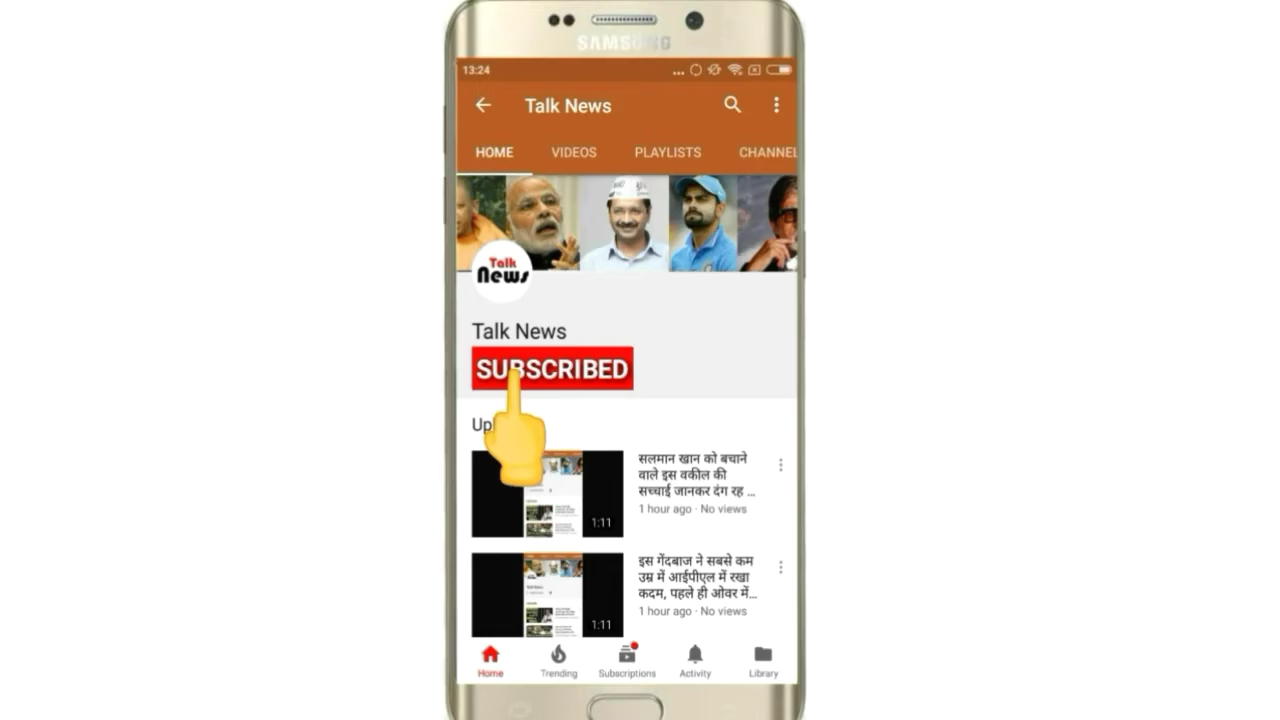 SAMSUNG
13:24
Talk News
HOME VIDEOS PLAYLISTS CHANNEL
Talk
News
Talk News
SUBSCRIBED
Up
सलमान खान को बचाने
वाले इस वकील की
सच्चाई जानकर दंग रह ...
1 hour ago · No views
1:11
इस गेंदबाज ने सबसे कम
उम्र में आईपीएल में रखा
कदम, पहले ही ओवर में...
1 hour ago · No views
1:11
Home Trending Subscriptions Activity Library